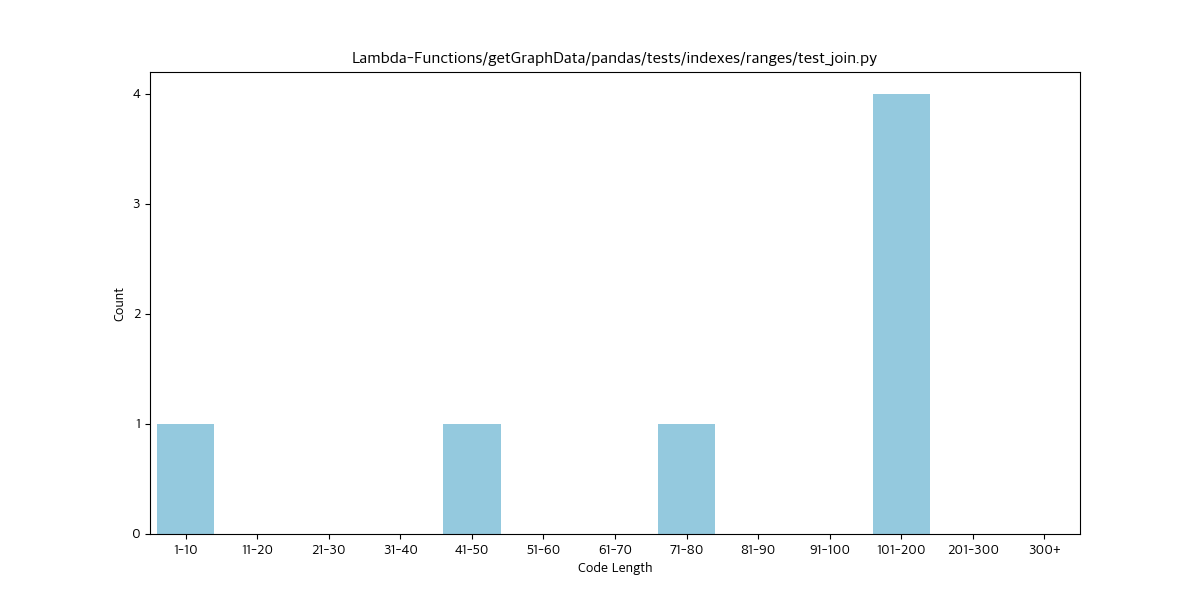 Lambda-Functions/getGraphData/pandas/tests/indexes/ranges/test_join.py
4
3
2
1
0
Count
1-10 11-20 21-30 31-40 41-50 51-60 61-70 71-80 81-90 91-100 101-200 201-300 300+
Code Length